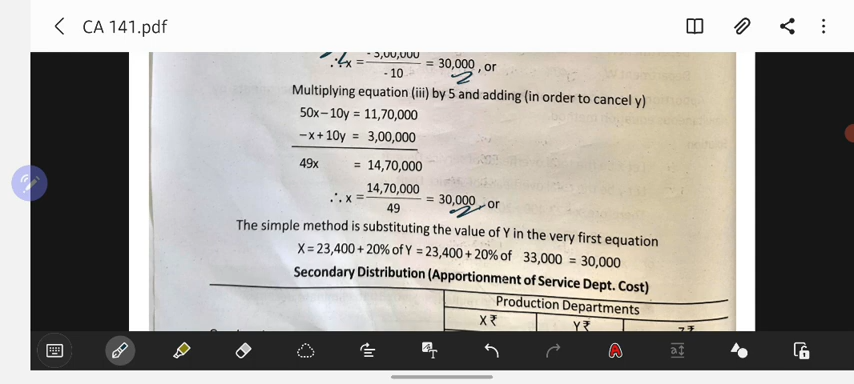 CA 141.pdf
∴ x = -3,00,000 / -10 = 30,000, or
Multiplying equation (iii) by 5 and adding (in order to cancel y)
50x – 10y = 11,70,000
– x + 10y = 3,00,000
49x = 14,70,000
∴ x = 14,70,000 / 49 = 30,000, or
The simple method is substituting the value of Y in the very first equation
X = 23,400 + 20% of Y = 23,400 + 20% of 33,000 = 30,000
Secondary Distribution (Apportionment of Service Dept. Cost)
Production Departments
X ₹ Y ₹ Z ₹